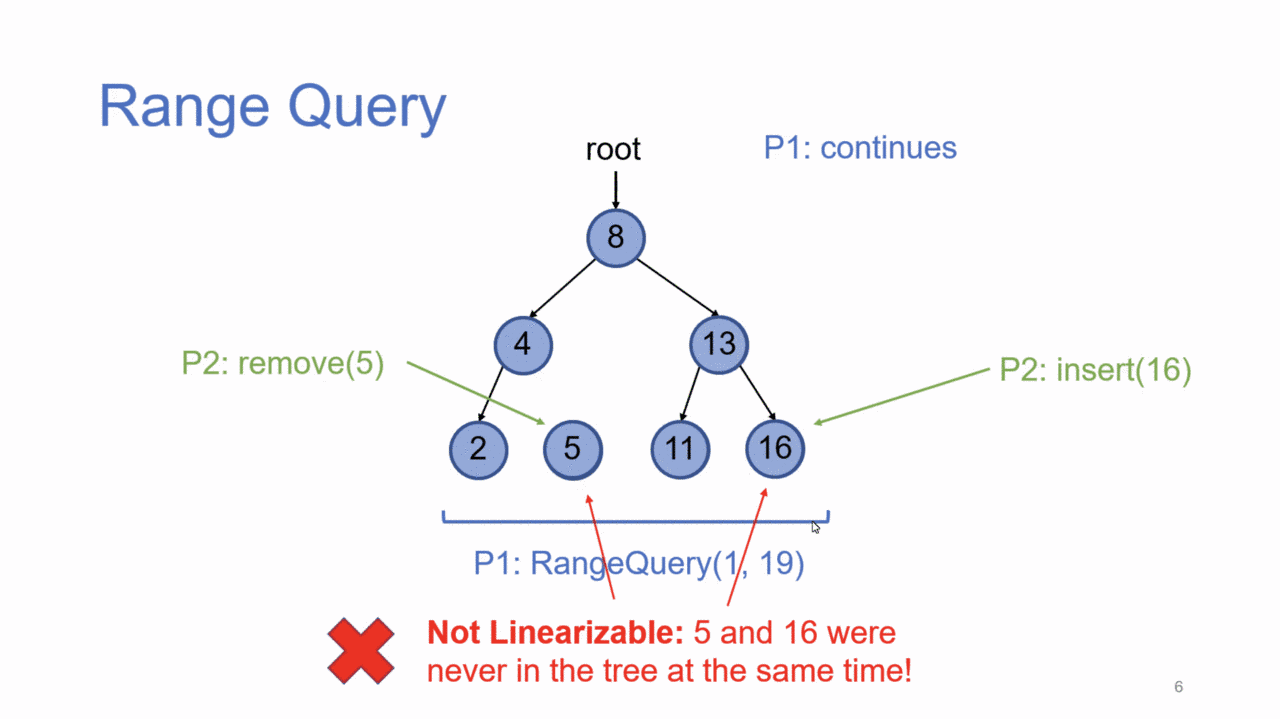 Range Query
root
P1: continues
8
4
13
P2: remove(5)
P2: insert(16)
2
5
11
16
P1: RangeQuery(1, 19)
Not Linearizable: 5 and 16 were
never in the tree at the same time!
6